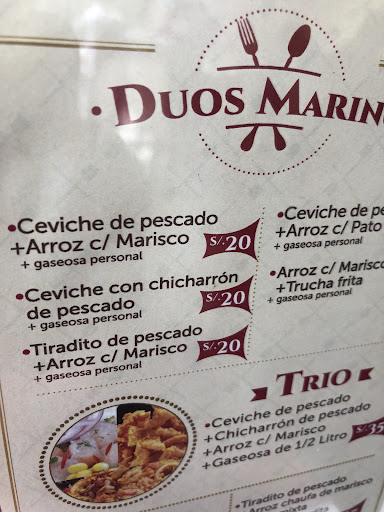 •DUOS
•Ceviche de pescado
+Arroz c/ Marisco S/.20
+ gaseosa personal
•Ceviche con chicharrón
de pescado S/.20
+ gaseosa personal
•Tiradito de pescado
+Arroz c/ Marisco S/.20
+ gaseosa personal
•Ceviche de
+Arroz c/ Pato
+ gaseosa personal
•Arroz c/ Marisco
+Trucha frita
+ gaseosa personal
TRIO
•Ceviche de pescado
+Chicharrón de pescado
+Arroz c/ Marisco S/.35
+Gaseosa de 1/2 Litro
•Tiradito de pescado
+Arroz chaufa de marisco